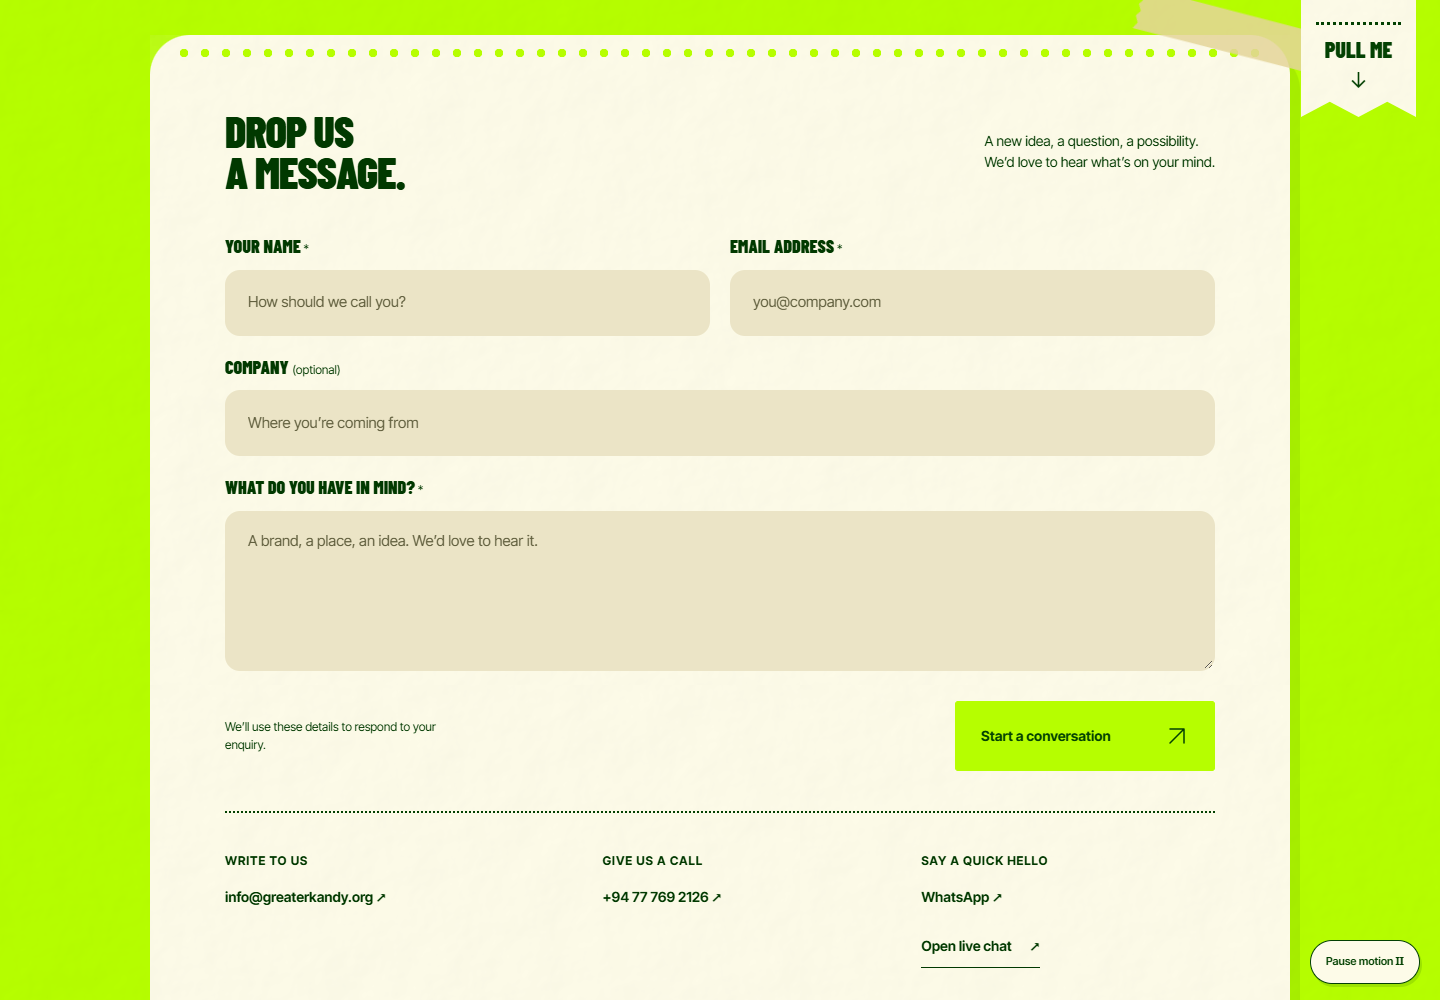 PULL ME
↓
DROP US
A MESSAGE.
A new idea, a question, a possibility.
We’d love to hear what’s on your mind.
YOUR NAME *
EMAIL ADDRESS *
How should we call you?
you@company.com
COMPANY (optional)
Where you’re coming from
WHAT DO YOU HAVE IN MIND? *
A brand, a place, an idea. We’d love to hear it.
We’ll use these details to respond to your
enquiry.
Start a conversation
WRITE TO US
GIVE US A CALL
SAY A QUICK HELLO
info@greaterkandy.org ↗
+94 77 769 2126 ↗
WhatsApp ↗
Open live chat ↗
Pause motion II